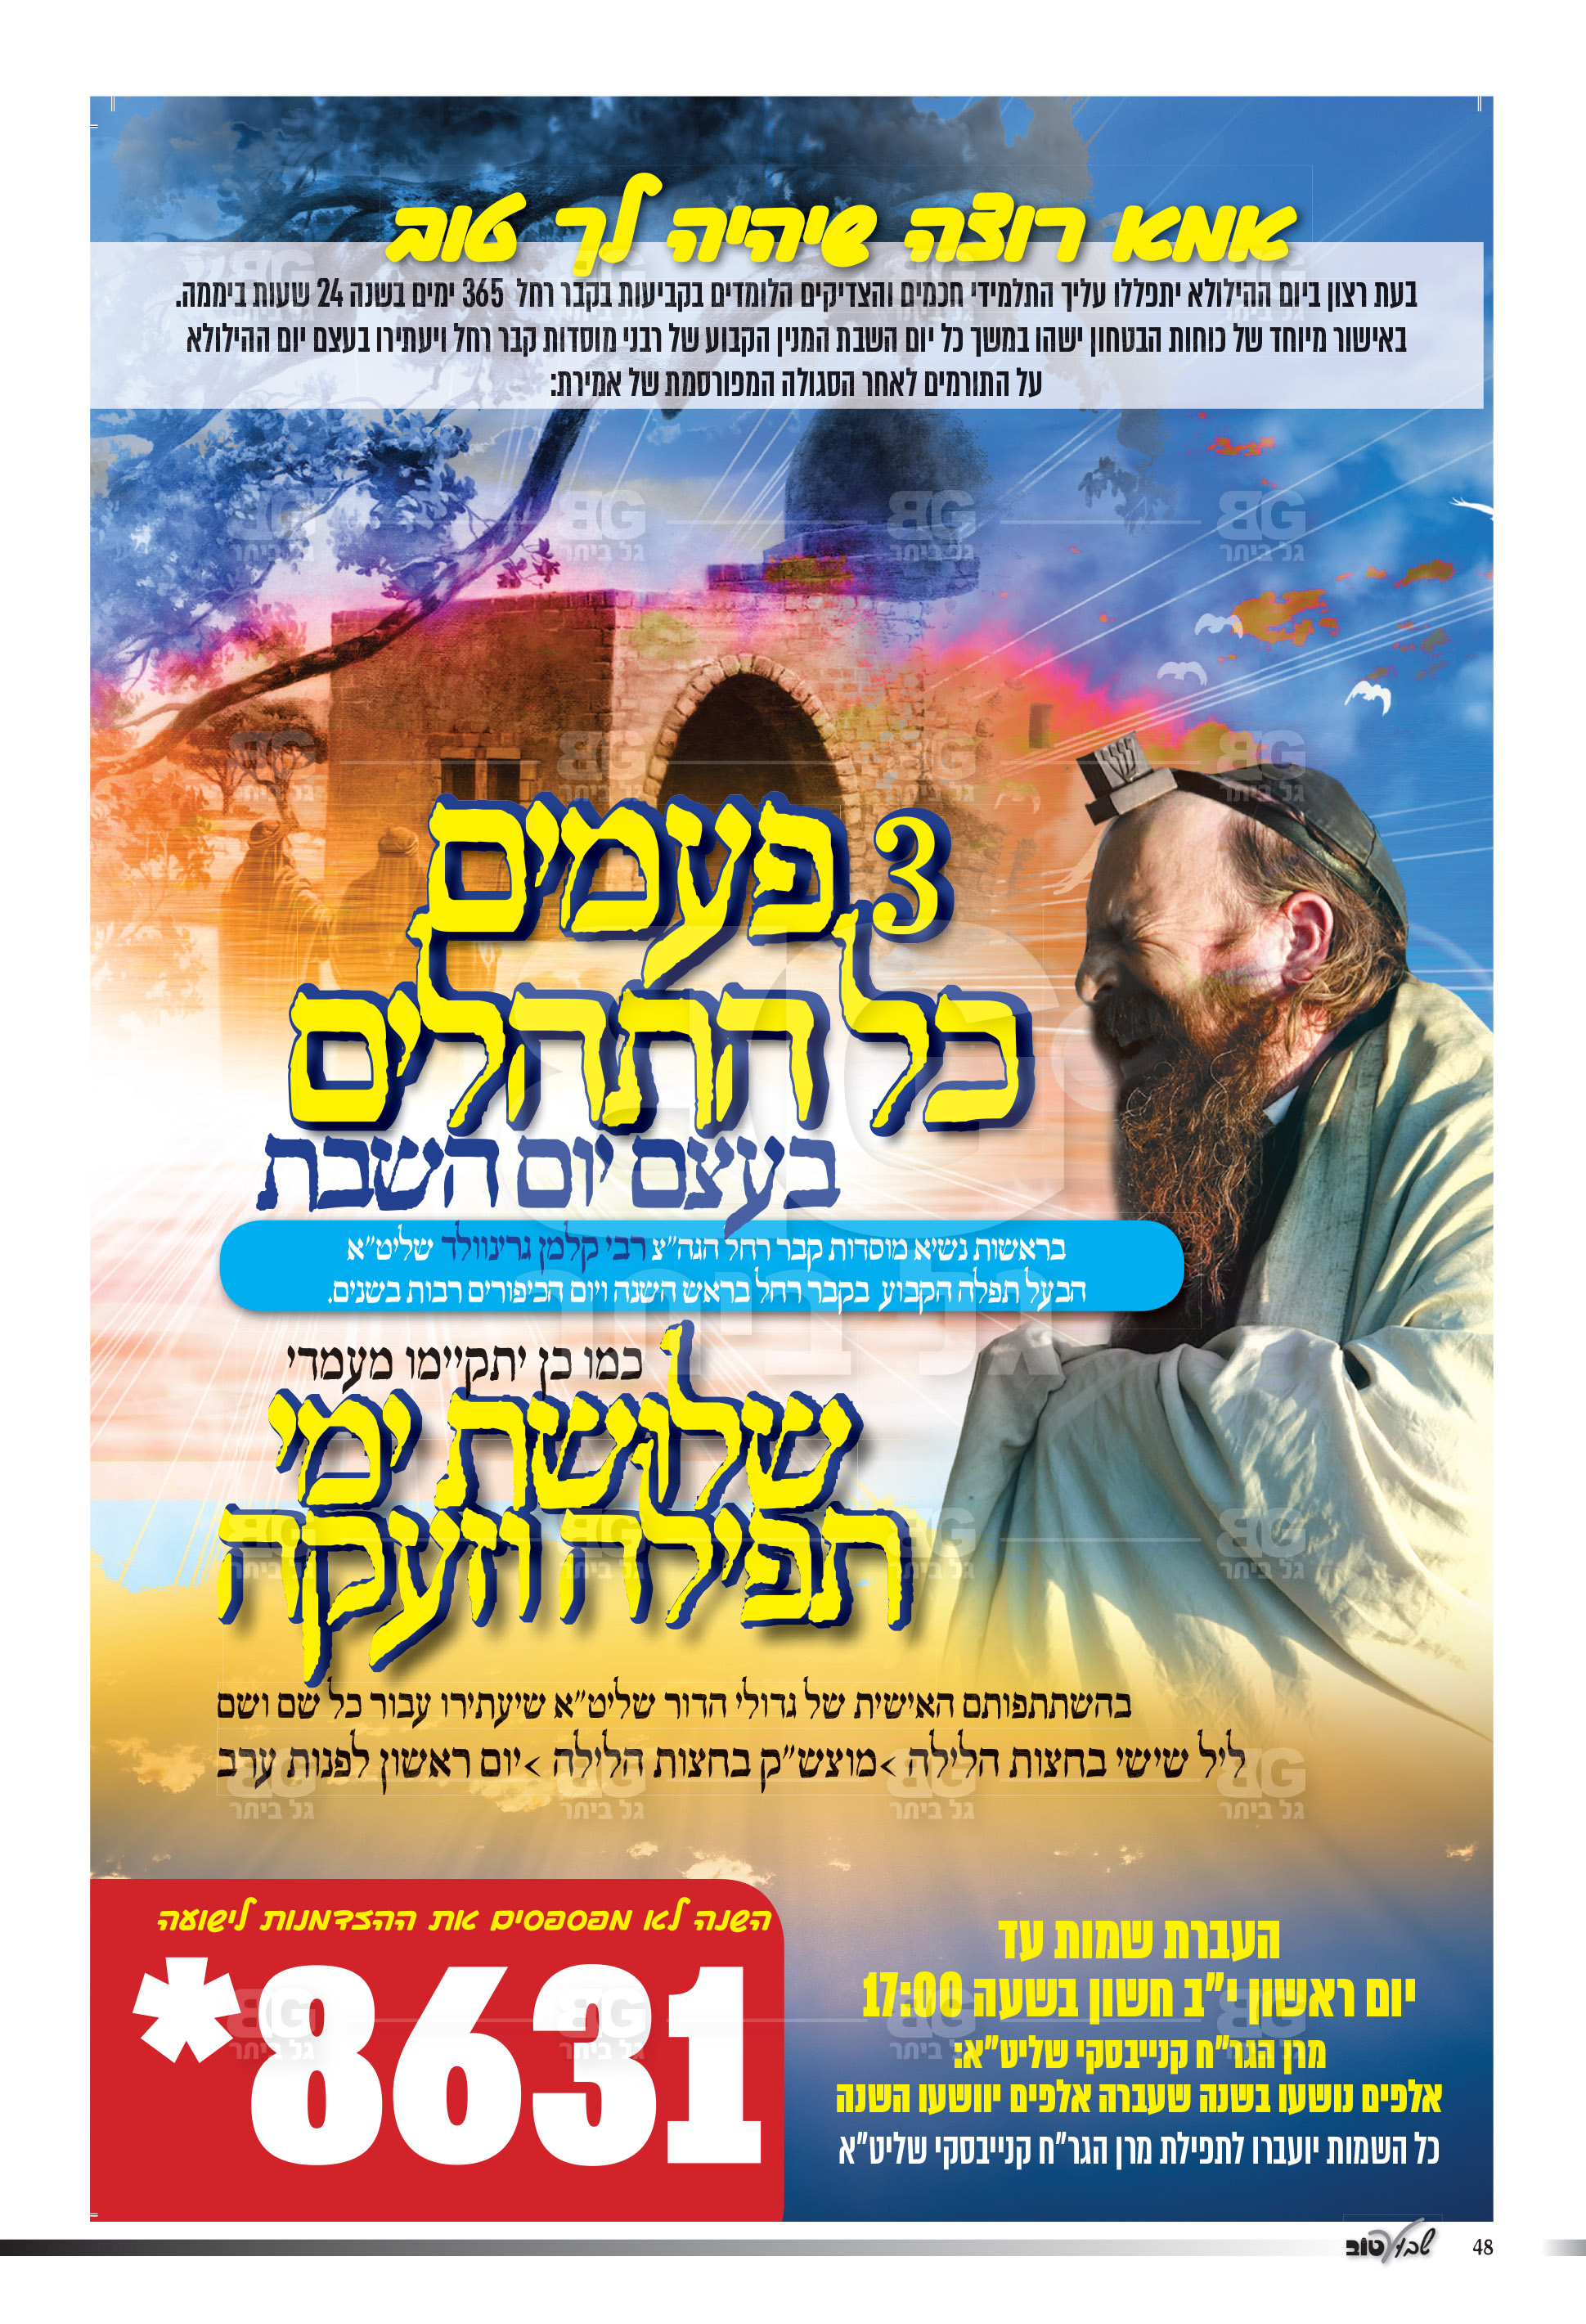 אמא רוצה שיהיה לך טוב
בעת רצון ביום ההילולא יתפללו עליך התלמידי חכמים והצדיקים הלומדים בקביעות בקבר רחל 365 ימים בשנה 24 שעות ביממה.
באישור מיוחד של כוחות הבטחון ישהו במשך כל יום השבת המנין הקבוע של רבני מוסדות קבר רחל ויעתירו בעצם יום ההילולא
על התורמים לאחר הסגולה המפורסמת של אמירת:
3 פעמים
כל התהלים
בעצם יום השבת
בראשות נשיא מוסדות קבר רחל הגה"צ רבי קלמן גרינוולד שליט"א
הבעל תפלה הקבוע בקבר רחל בראש השנה ויום הכיפורים רבות בשנים.
כמו כן יתקיימו מעמדי
שלושת ימי
תפילה וזעקה
בהשתתפותם האישית של גדולי הדור שליט"א שיעתירו עבור כל שם ושם
ליל שישי בחצות הלילה >מוצש"ק בחצות הלילה >יום ראשון לפנות ערב
העברת שמות עד
יום ראשון י"ב חשון בשעה 17:00
מרן הגר"ח קנייבסקי שליט"א:
אלפים נושעו בשנה שעברה אלפים יוושעו השנה
כל השמות יועברו לתפילת מרן הגר"ח קנייבסקי שליט"א
השנה לא מפספסים את ההזדמנות לישועה
*8631
48 שבוע טוב
BG גל ביתר